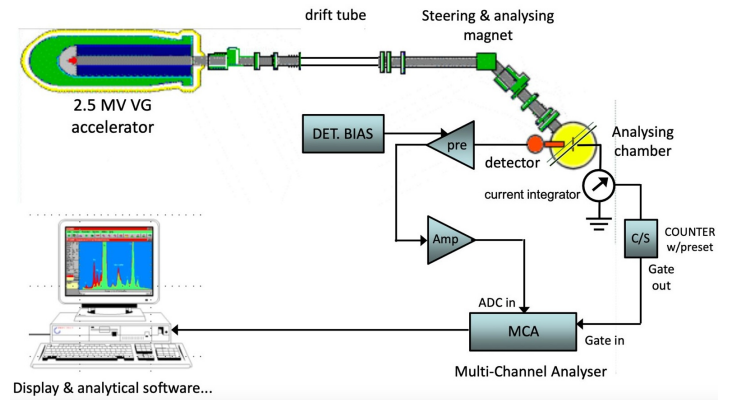 drift tube
Steering & analysing
magnet
2.5 MV VG
accelerator
DET. BIAS
pre
detector
Analysing
chamber
current integrator
C/S
COUNTER
w/preset
Gate
out
Amp
ADC in
MCA
Gate in
Multi-Channel Analyser
Display & analytical software...